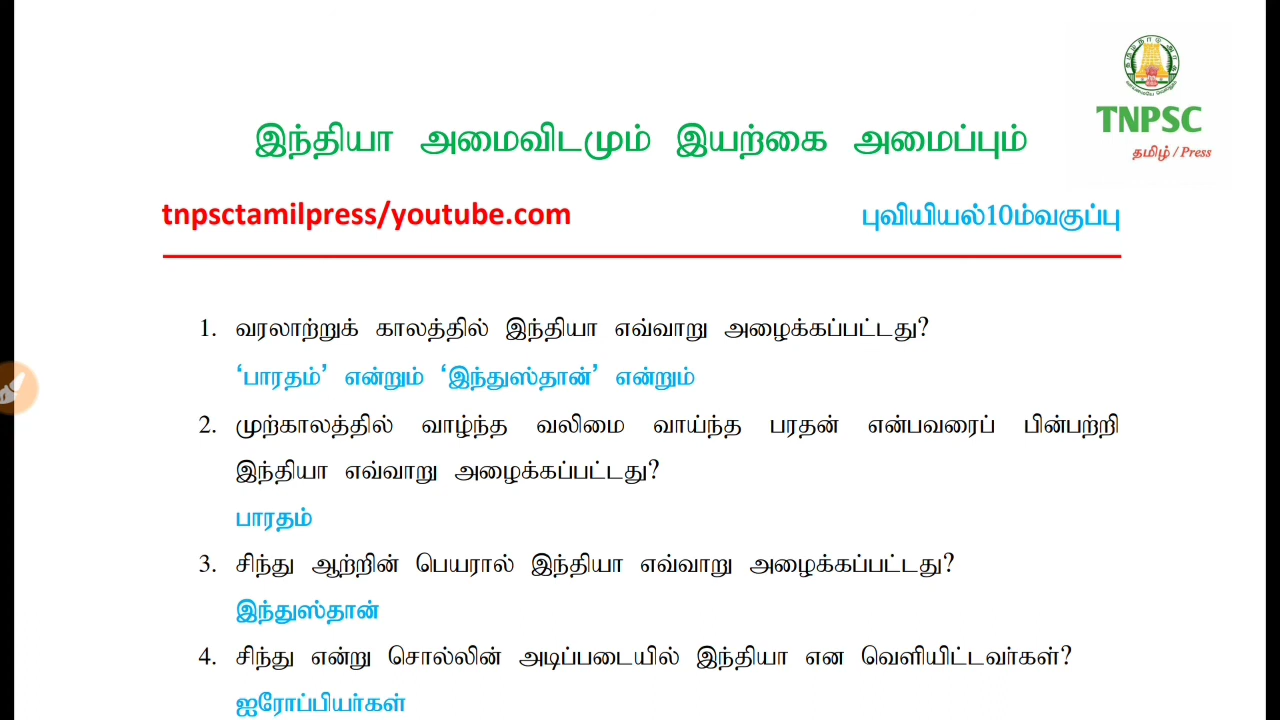 TNPSC
தமிழ் / Press
இந்தியா அமைவிடமும் இயற்கை அமைப்பும்
tnpsctamilpress/youtube.com
புவியியல்10ம்வகுப்பு
1. வரலாற்றுக் காலத்தில் இந்தியா எவ்வாறு அழைக்கப்பட்டது?
‘பாரதம்’ என்றும் ‘இந்துஸ்தான்’ என்றும்
2. முற்காலத்தில் வாழ்ந்த வலிமை வாய்ந்த பரதன் என்பவரைப் பின்பற்றி
இந்தியா எவ்வாறு அழைக்கப்பட்டது?
பாரதம்
3. சிந்து ஆற்றின் பெயரால் இந்தியா எவ்வாறு அழைக்கப்பட்டது?
இந்துஸ்தான்
4. சிந்து என்று சொல்லின் அடிப்படையில் இந்தியா என வெளியிட்டவர்கள்?
ஐரோப்பியர்கள்